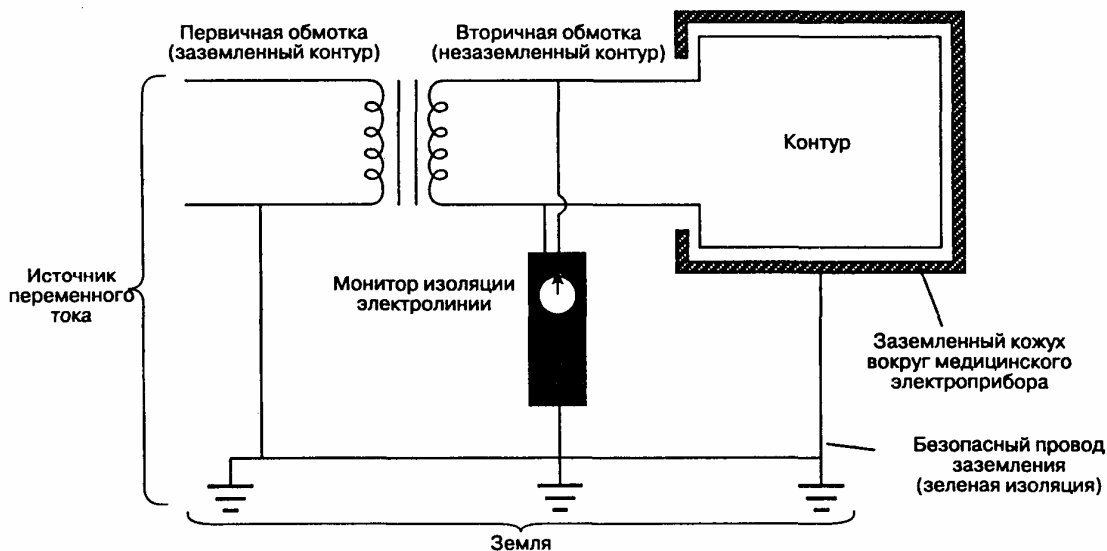 Первичная обмотка
(заземленный контур)
Вторичная обмотка
(незаземленный контур)
Контур
Источник
переменного
тока
Монитор изоляции
электролинии
Заземленный кожух
вокруг медицинского
электроприбора
Безопасный провод
заземления
(зеленая изоляция)
Земля